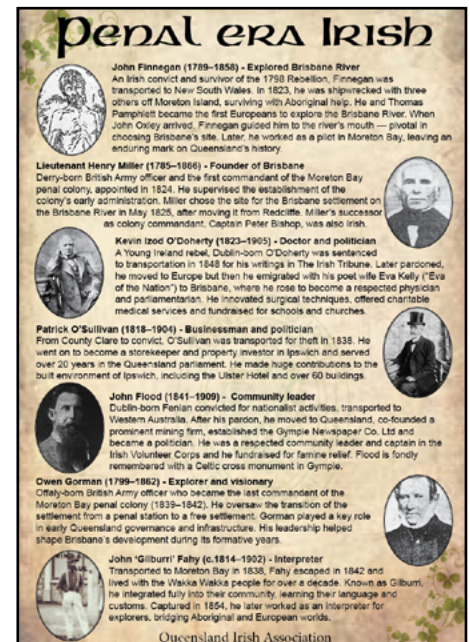 Penal era Irish
John Finnegan (1789–1858) - Explored Brisbane River
An Irish convict and survivor of the 1798 Rebellion, Finnegan was
transported to New South Wales. In 1823, he was shipwrecked with three
others off Moreton Island, surviving with Aboriginal help. He and Thomas
Pamphlett became the first Europeans to explore the Brisbane River. When
John Oxley arrived, Finnegan guided him to the river's mouth — pivotal in
choosing Brisbane's site. Later, he worked as a pilot in Moreton Bay, leaving an
enduring mark on Queensland's history.
Lieutenant Henry Miller (1785–1866) - Founder of Brisbane
Derry-born British Army officer and the first commandant of the Moreton Bay
penal colony, appointed in 1824. He supervised the establishment of the
colony's early administration. Miller chose the site for the Brisbane settlement on
the Brisbane River in May 1825, after moving it from Redcliffe. Miller's successor
as colony commandant, Captain Peter Bishop, was also Irish.
Kevin Izod O'Doherty (1823–1905) - Doctor and politician
A Young Ireland rebel, Dublin-born O'Doherty was sentenced
to transportation in 1848 for his writings in The Irish Tribune. Later pardoned,
he moved to Europe but then he emigrated with his poet wife Eva Kelly ("Eva
of the Nation") to Brisbane, where he rose to become a respected physician
and parliamentarian. He innovated surgical techniques, offered charitable
medical services and fundraised for schools and churches.
Patrick O'Sullivan (1818–1904) - Businessman and politician
From County Clare to convict, O'Sullivan was transported for theft in 1838. He
went on to become a storekeeper and property investor in Ipswich and served
over 20 years in the Queensland parliament. He made huge contributions to the
built environment of Ipswich, including the Ulster Hotel and over 60 buildings.
John Flood (1841–1909) - Community leader
Dublin-born Fenian convicted for nationalist activities, transported to
Western Australia. After his pardon, he moved to Queensland, co-founded a
prominent mining firm, established the Gympie Newspaper Co. Ltd and
became a politician. He was a respected community leader and captain in the
Irish Volunteer Corps and he fundraised for famine relief. Flood is fondly
remembered with a Celtic cross monument in Gympie.
Owen Gorman (1799–1862) - Explorer and visionary
Offaly-born British Army officer who became the last commandant of the
Moreton Bay penal colony (1839–1842). He oversaw the transition of the
settlement from a penal station to a free settlement. Gorman played a key role
in early Queensland governance and infrastructure. His leadership helped
shape Brisbane's development during its formative years.
John 'Gilburri' Fahy (c.1814–1902) - Interpreter
Transported to Moreton Bay in 1838, Fahy escaped in 1842 and
lived with the Wakka Wakka people for over a decade. Known as Gilburri,
he integrated fully into their community, learning their language and
customs. Captured in 1854, he later worked as an interpreter for
explorers, bridging Aboriginal and European worlds.
Queensland Irish Association